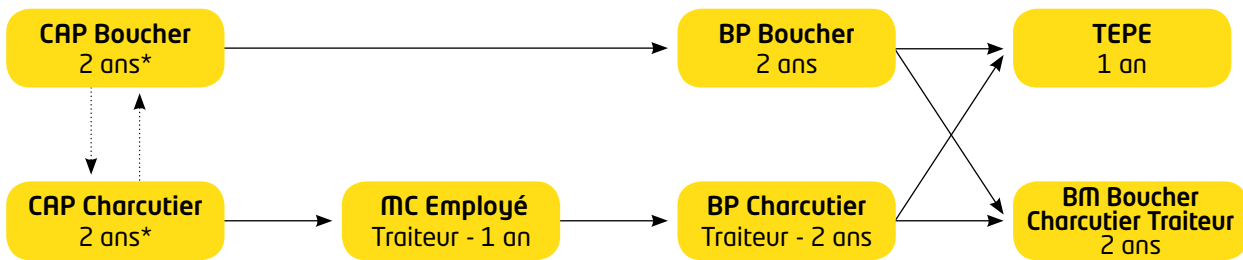 CAP Boucher
2 ans*
BP Boucher
2 ans
TEPE
1 an
CAP Charcutier
2 ans*
MC Employé
Traiteur - 1 an
BP Charcutier
Traiteur - 2 ans
BM Boucher
Charcutier Traiteur
2 ans